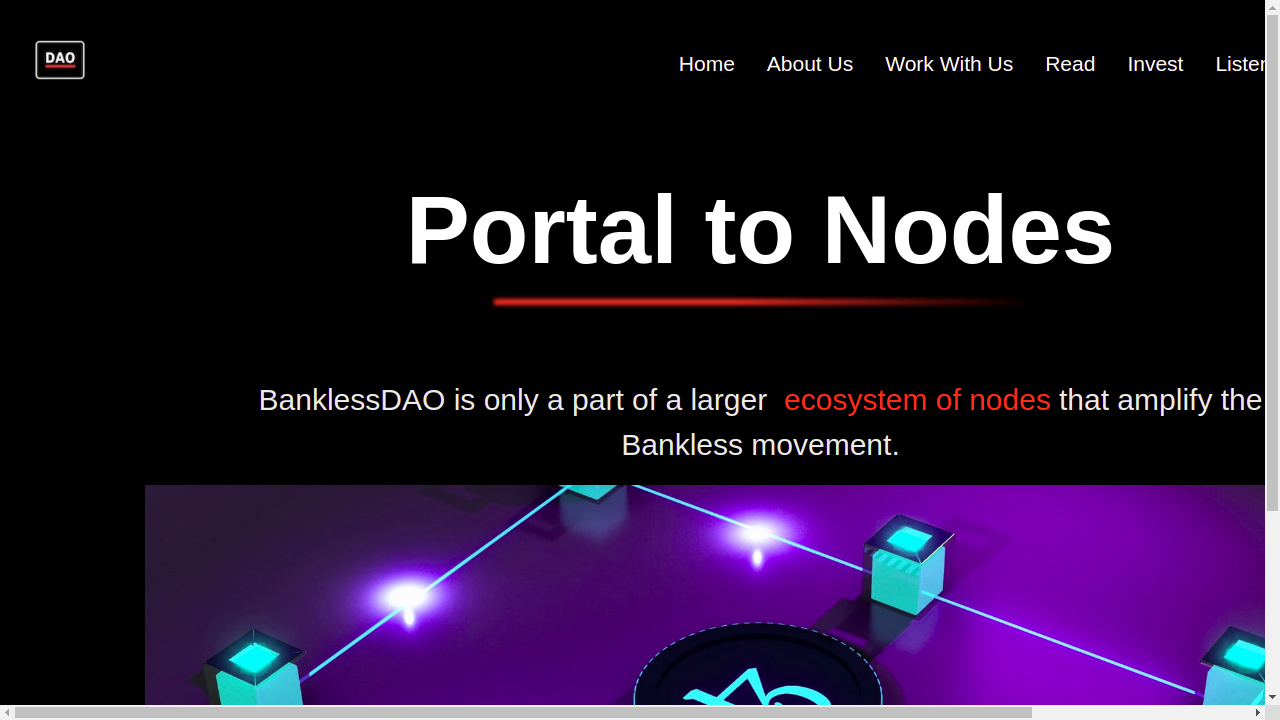 DAO
Home About Us Work With Us Read Invest Listen
Portal to Nodes
BanklessDAO is only a part of a larger ecosystem of nodes that amplify the
Bankless movement.